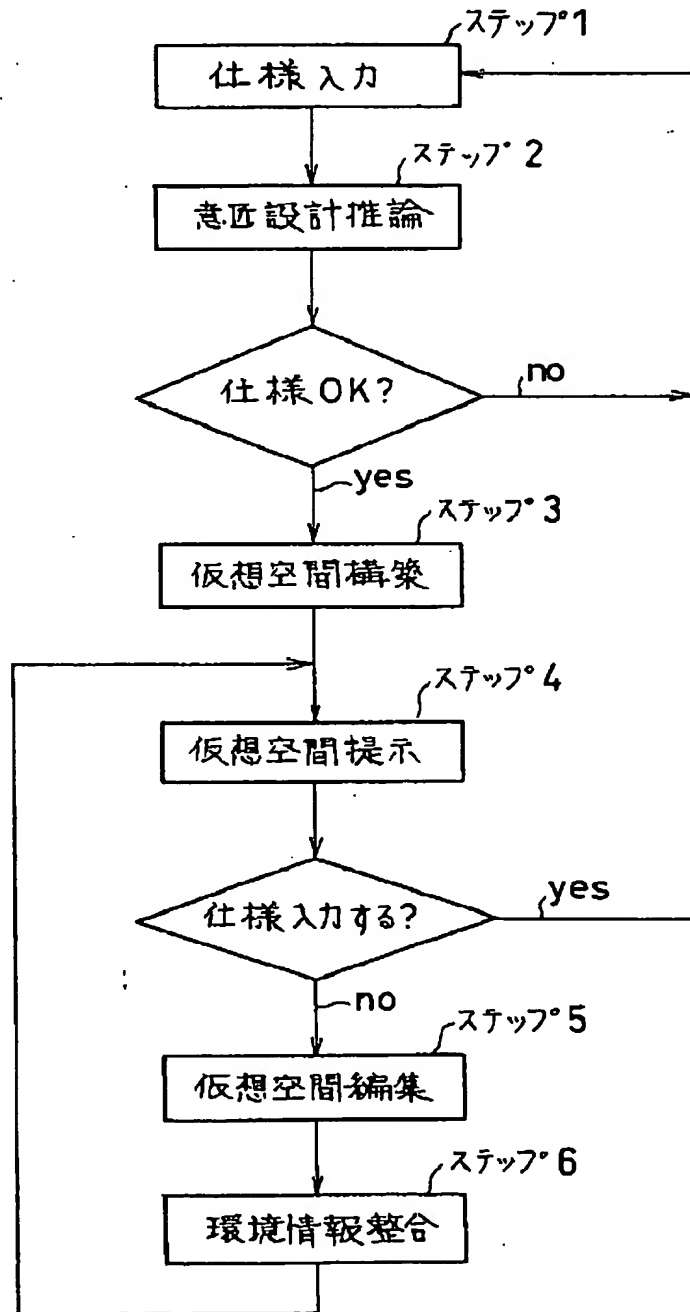 ステップ1
仕様入力
ステップ2
意匠設計推論
仕様OK?
no
yes
ステップ3
仮想空間構築
ステップ4
仮想空間提示
仕様入力する?
yes
no
ステップ5
仮想空間編集
ステップ6
環境情報整合